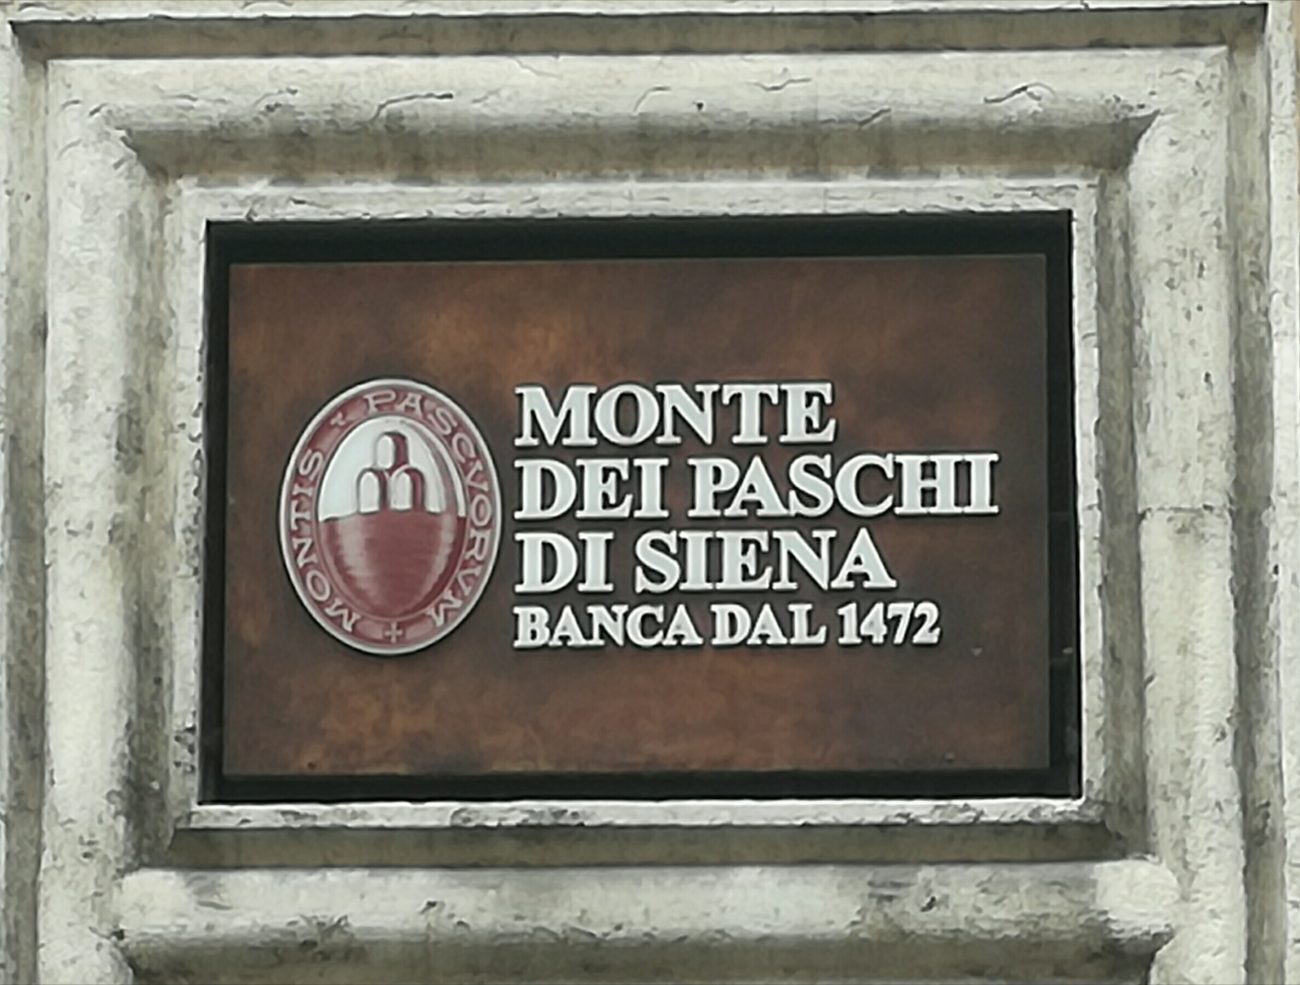 MONTIS PASCVORVM
MONTE
DEI PASCHI
DI SIENA
BANCA DAL 1472